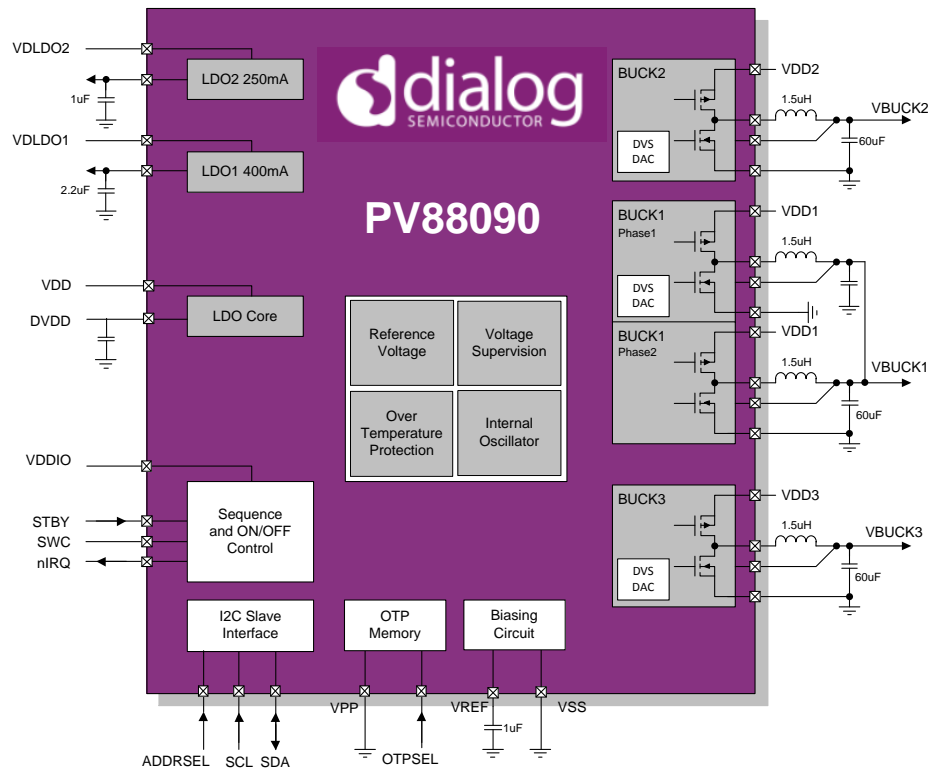 VDLDO2
LDO2 250mA
1uF
VDLDO1
LDO1 400mA
2.2uF
VDD
DVDD
LDO Core
VDDIO
STBY
SWC
nIRQ
Sequence
and ON/OFF
Control
I2C Slave
Interface
ADDRSEL
SCL
SDA
dialog
SEMICONDUCTOR
PV88090
Reference
Voltage
Voltage
Supervision
Over
Temperature
Protection
Internal
Oscillator
OTP
Memory
VPP
OTPSEL
Biasing
Circuit
VREF
1uF
VSS
BUCK2
DVS
DAC
VDD2
1.5uH
VBUCK2
60uF
BUCK1
Phase1
DVS
DAC
VDD1
1.5uH
BUCK1
Phase2
VDD1
1.5uH
VBUCK1
60uF
BUCK3
DVS
DAC
VDD3
1.5uH
VBUCK3
60uF